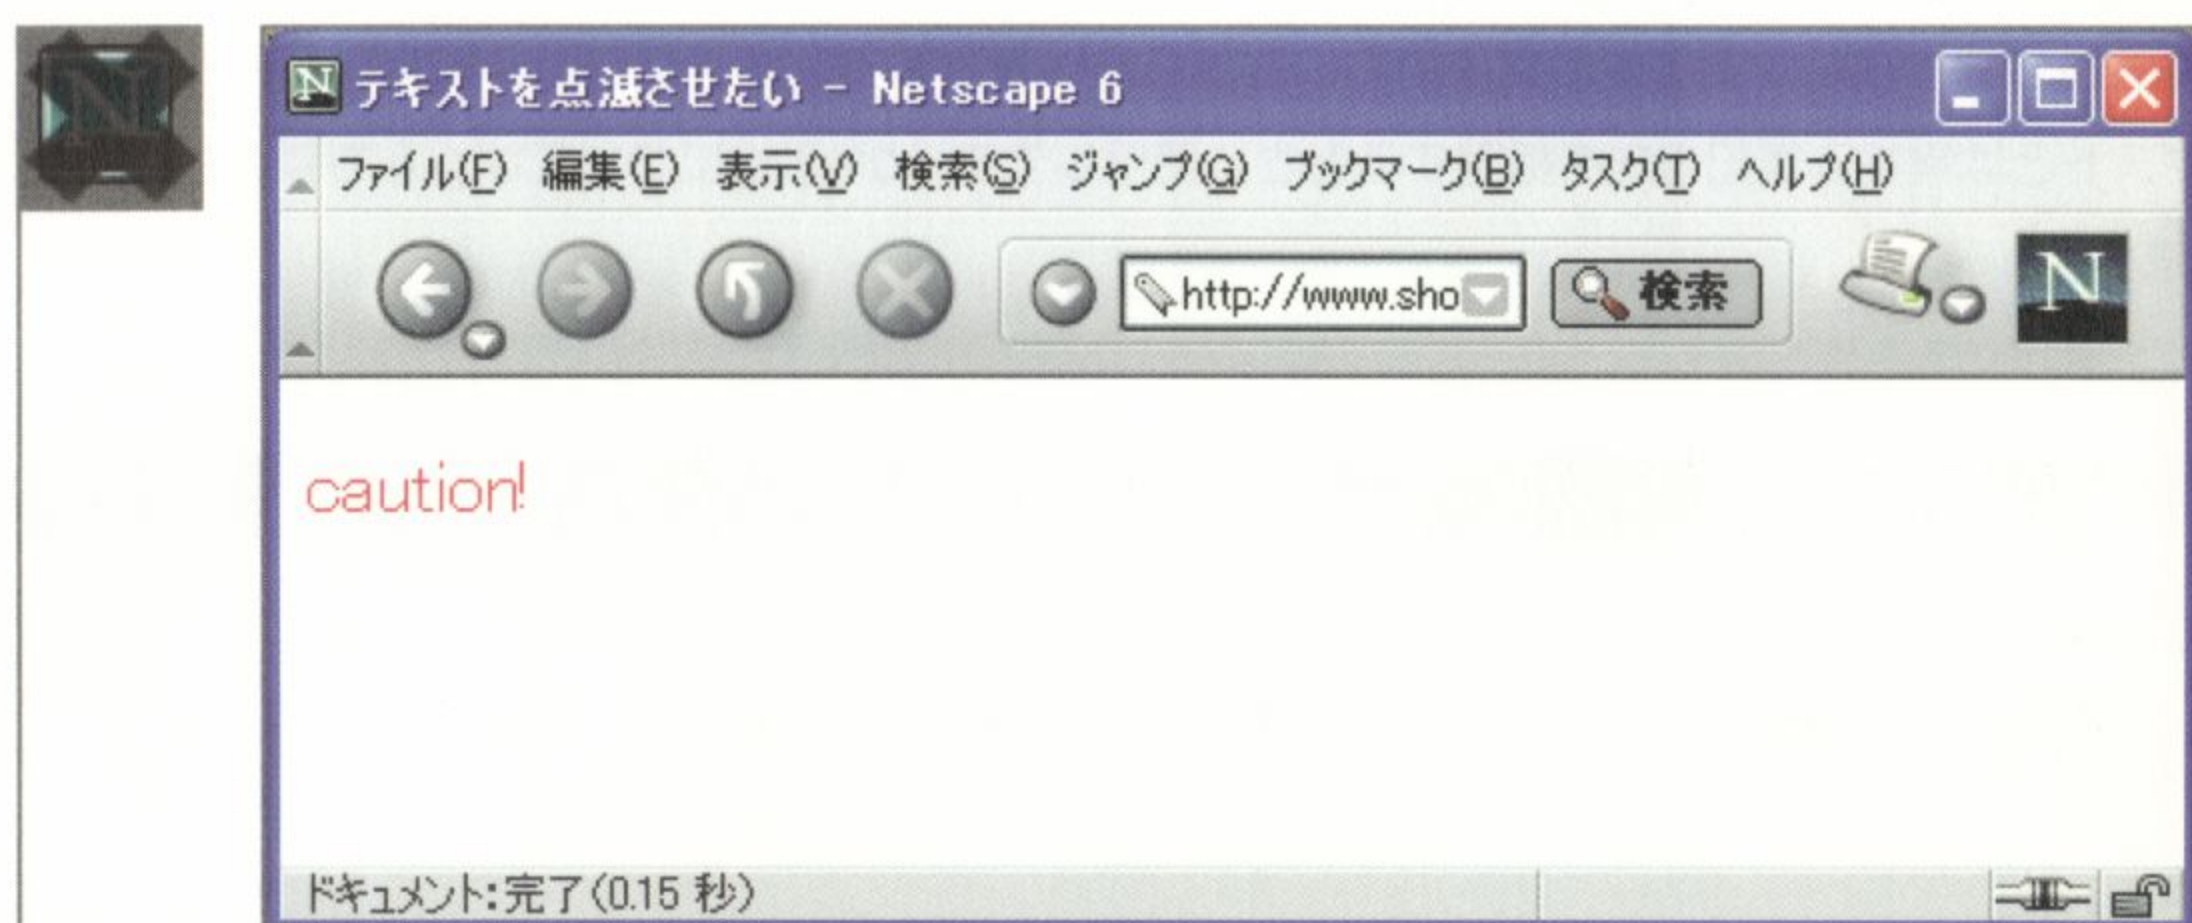 テキストを点滅させたい - Netscape 6
ファイル(F) 編集(E) 表示(V) 検索(S) ジャンプ(G) ブックマーク(B) タスク(T) ヘルプ(H)
http://www.sho 検索 N
caution!
ドキュメント:完了(0.15 秒)